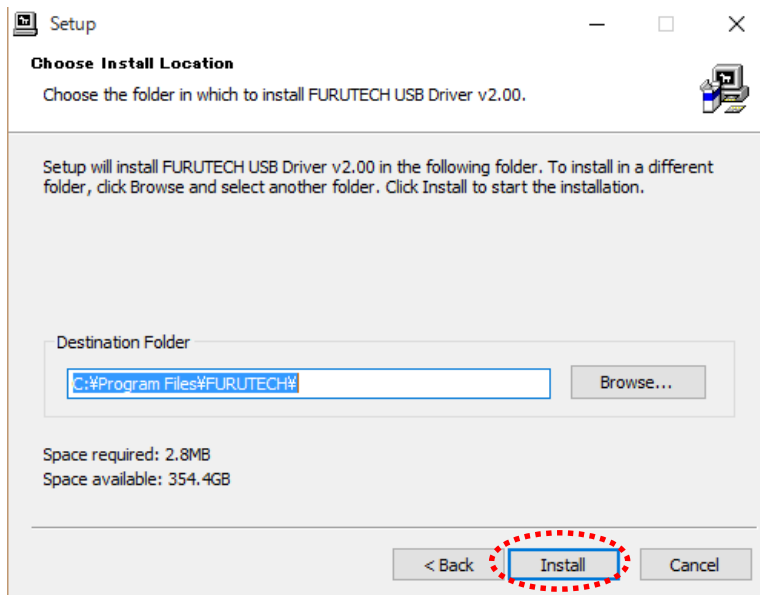 Setup
Choose Install Location
Choose the folder in which to install FURUTECH USB Driver v2.00.
Setup will install FURUTECH USB Driver v2.00 in the following folder. To install in a different
folder, click Browse and select another folder. Click Install to start the installation.
Destination Folder
C:¥Program Files¥FURUTECH¥
Browse...
Space required: 2.8MB
Space available: 354.4GB
< Back
Install
Cancel